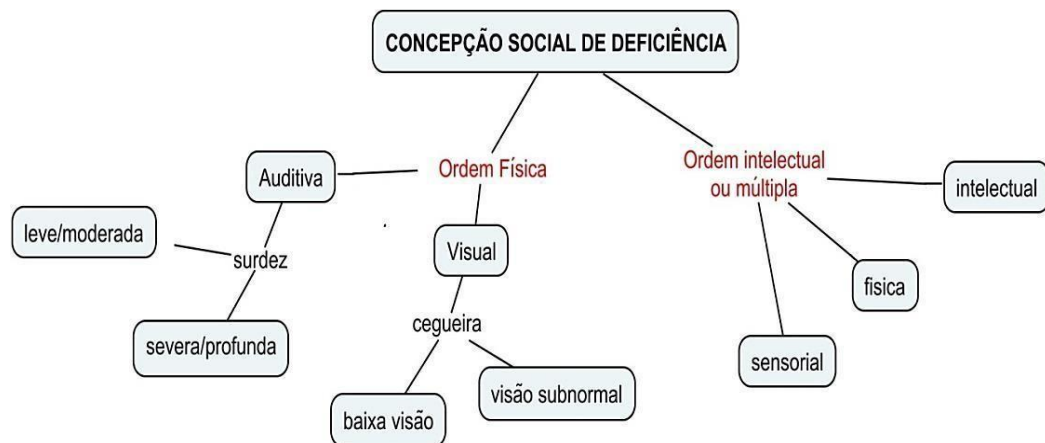 CONCEPÇÃO SOCIAL DE DEFICIÊNCIA
Ordem Física
Ordem intelectual
ou múltipla
Auditiva
intelectual
leve/moderada
surdez
Visual
fisica
severa/profunda
cegueira
sensorial
baixa visão
visão subnormal